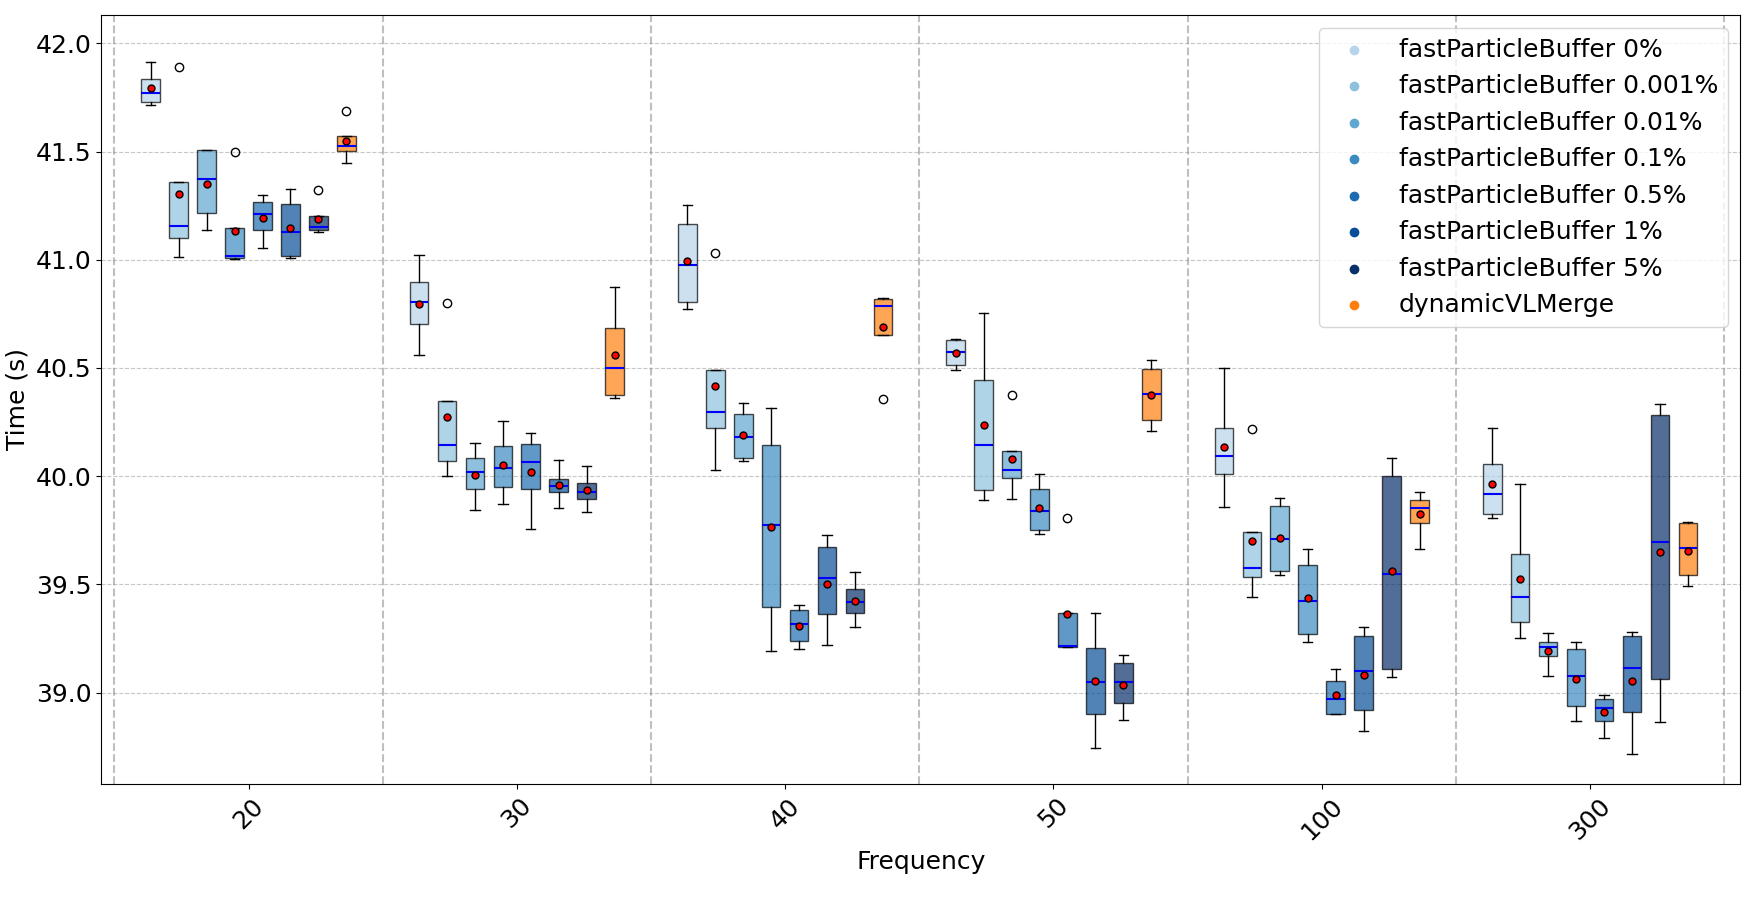 42.0
41.5
41.0
40.5
40.0
39.5
39.0
Time (s)
fastParticleBuffer 0%
fastParticleBuffer 0.001%
fastParticleBuffer 0.01%
fastParticleBuffer 0.1%
fastParticleBuffer 0.5%
fastParticleBuffer 1%
fastParticleBuffer 5%
dynamicVLMerge
20
30
40
50
100
300
Frequency